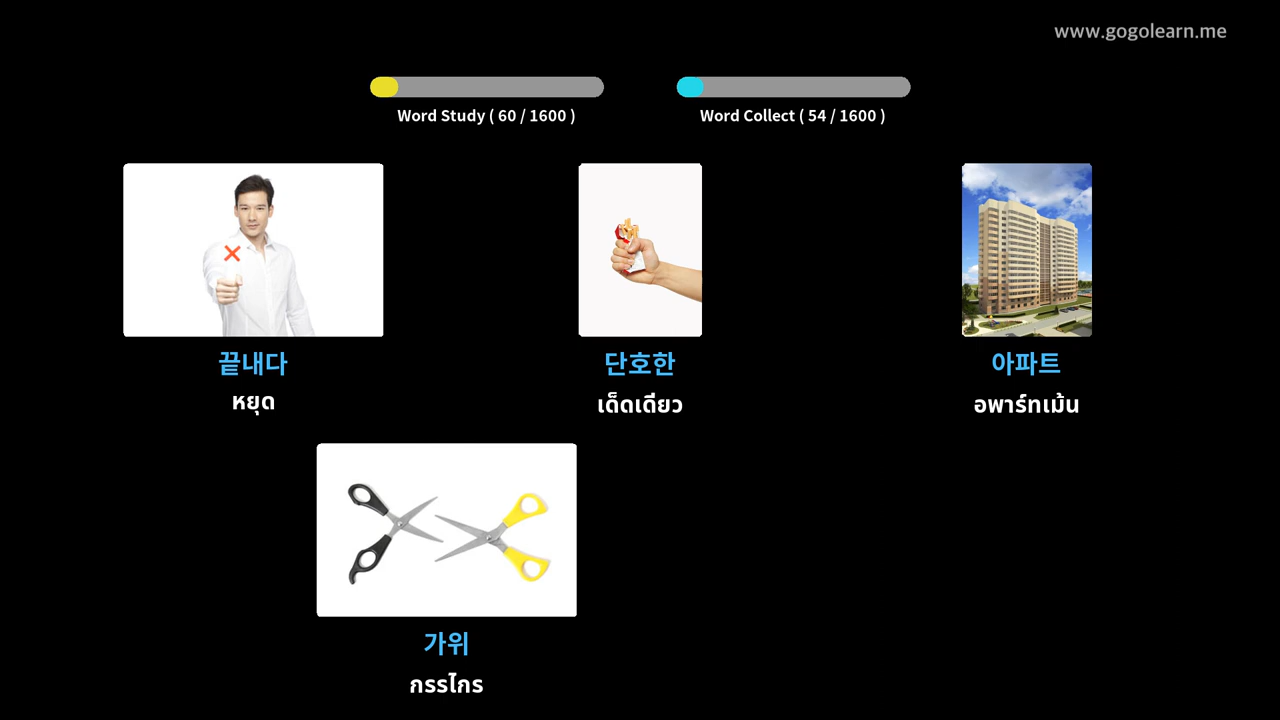 www.gogolearn.me
Word Study ( 60 / 1600 )
Word Collect ( 54 / 1600 )
끝내다
หยุด
단호한
เด็ดเดี่ยว
아파트
อพาร์ทเม้น
가위
กรรไกร